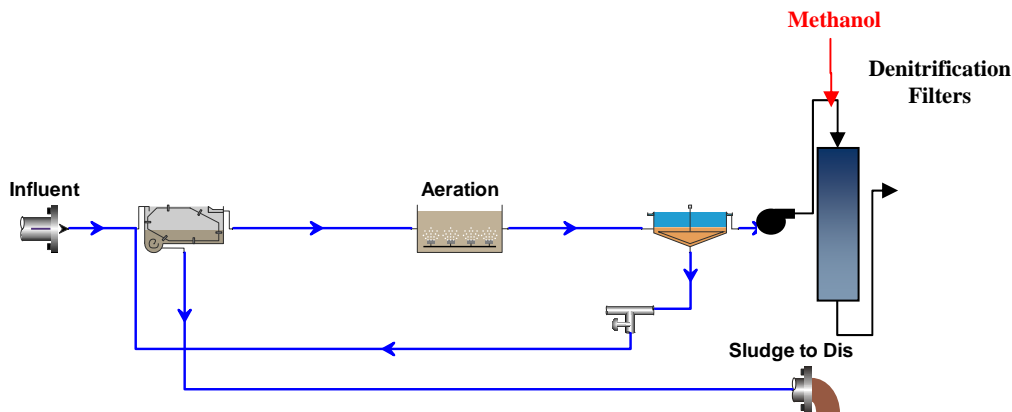 Methanol
Denitrification
Filters
Influent
Aeration
Sludge to Dis